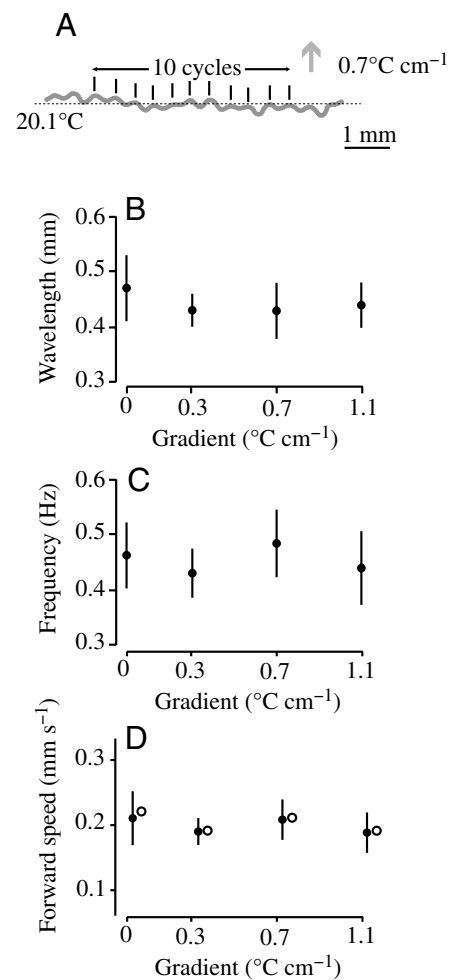 A
10 cycles
0.7°C cm⁻¹
20.1°C
1 mm
B
0.6
0.5
0.4
0.3
Wavelength (mm)
0 0.3 0.7 1.1
Gradient (°C cm⁻¹)
C
0.6
0.5
0.4
0.3
Frequency (Hz)
0 0.3 0.7 1.1
Gradient (°C cm⁻¹)
D
0.3
0.2
0.1
Forward speed (mm s⁻¹)
0 0.3 0.7 1.1
Gradient (°C cm⁻¹)